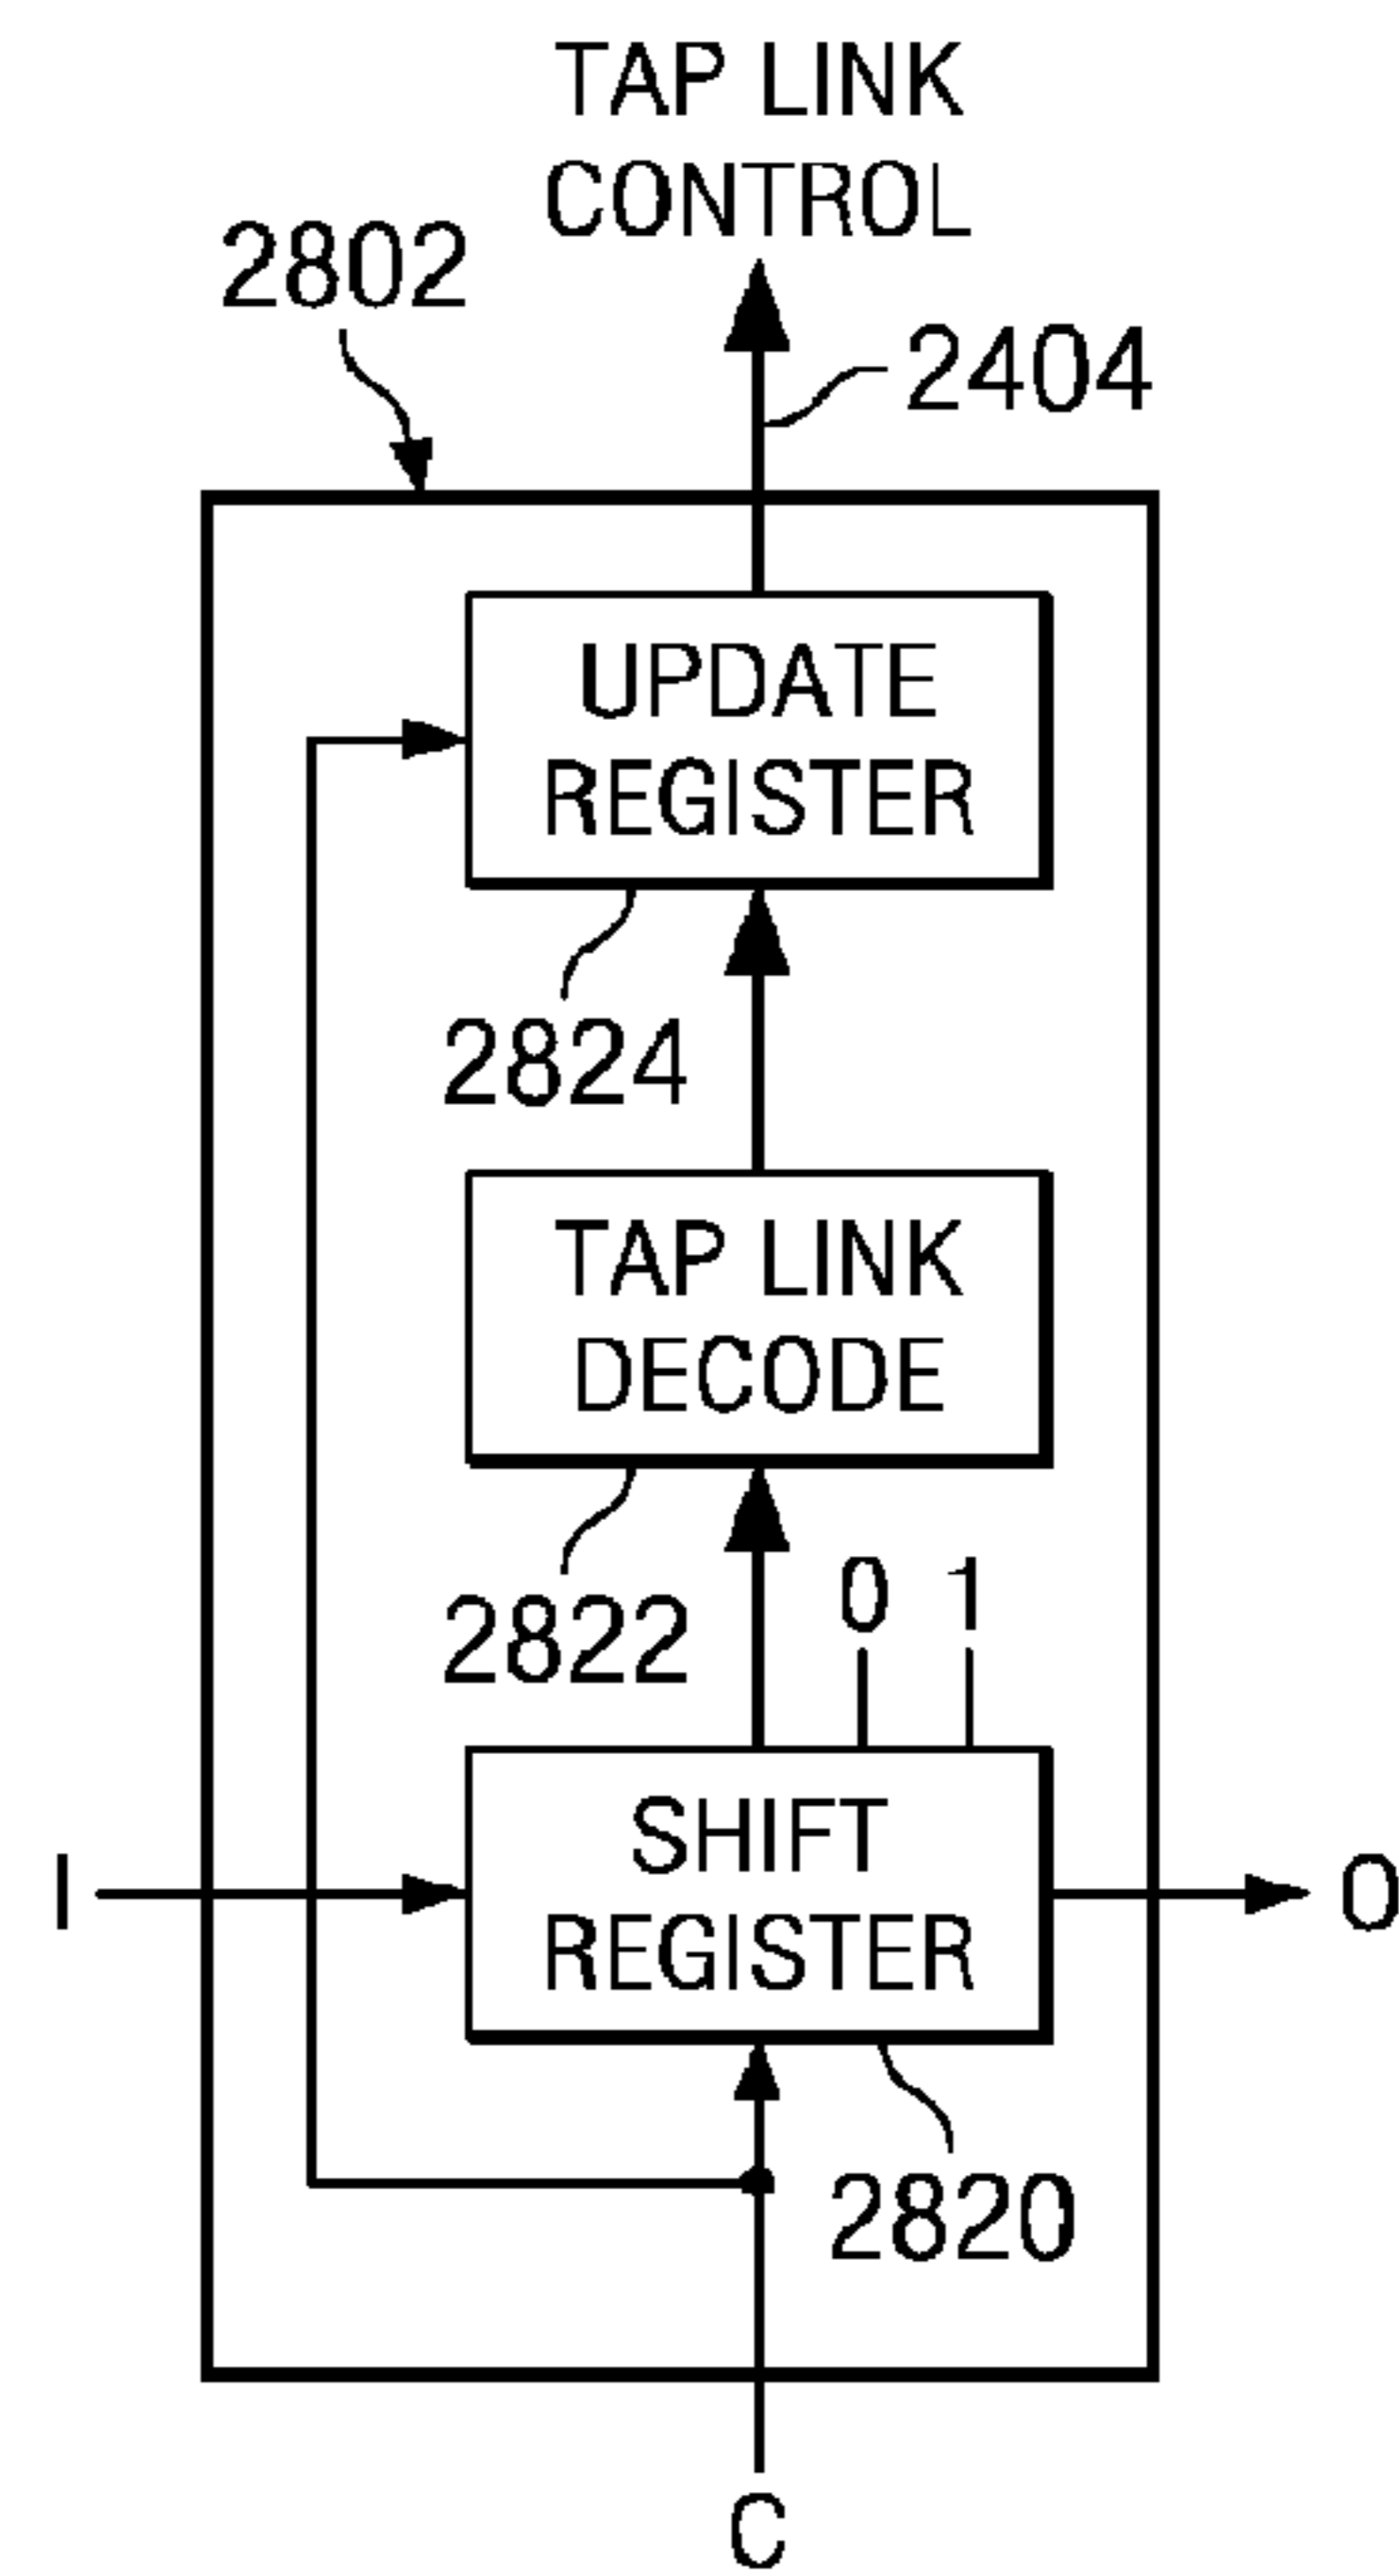 TAP LINK
CONTROL
2802
2404
UPDATE
REGISTER
2824
TAP LINK
DECODE
2822
0 1
SHIFT
REGISTER
I
O
2820
C